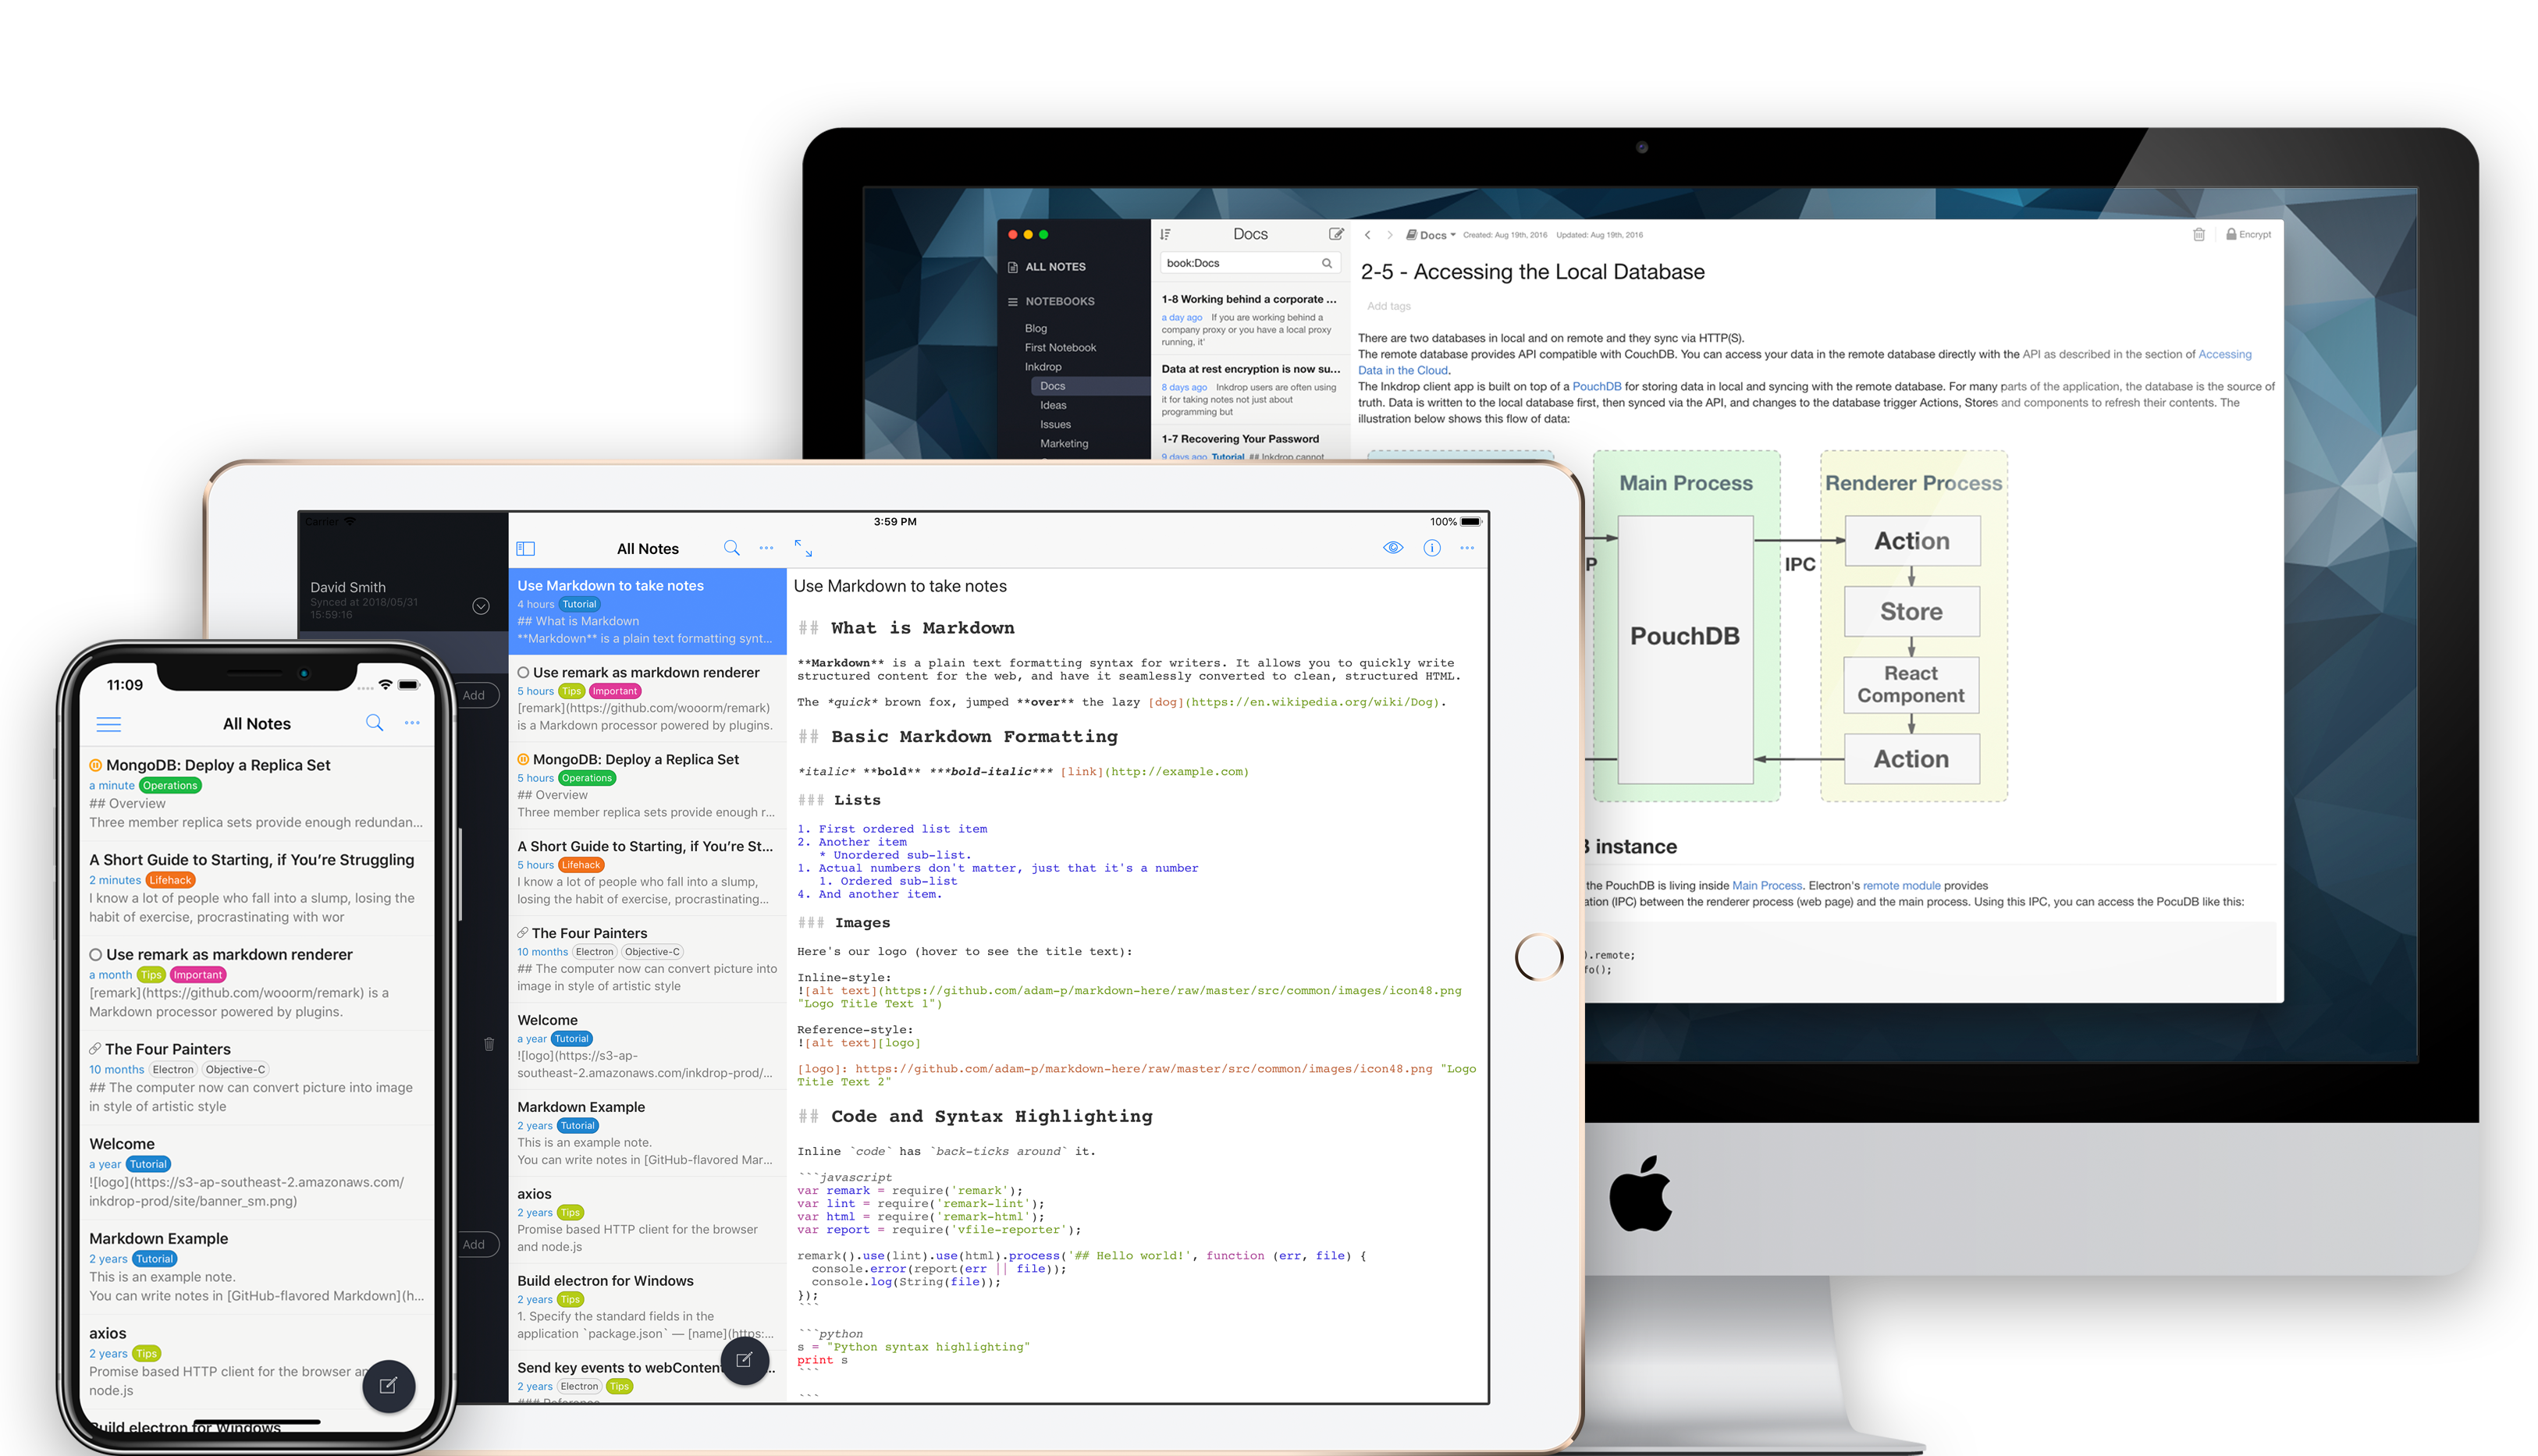 ALL NOTES
NOTEBOOKS
Blog
First Notebook
Inkdrop
Docs
Ideas
Issues
Marketing
Docs
book:Docs
1-8 Working behind a corporate ...
a day ago If you are working behind a
company proxy or you have a local proxy
running, it'
Data at rest encryption is now su...
8 days ago Inkdrop users are often using
it for taking notes not just about
programming but
1-7 Recovering Your Password
9 days ago Tutorial ## Inkdrop cannot
Docs Created: Aug 19th, 2016 Updated: Aug 19th, 2016
Encrypt
2-5 - Accessing the Local Database
Add tags
There are two databases in local and on remote and they sync via HTTP(S).
The remote database provides API compatible with CouchDB. You can access your data in the remote database directly with the API as described in the section of Accessing
Data in the Cloud.
The Inkdrop client app is built on top of a PouchDB for storing data in local and syncing with the remote database. For many parts of the application, the database is the source of
truth. Data is written to the local database first, then synced via the API, and changes to the database trigger Actions, Stores and components to refresh their contents. The
illustration below shows this flow of data:
Main Process
Renderer Process
P
PouchDB
IPC
Action
Store
React
Component
Action
instance
the PouchDB is living inside Main Process. Electron's remote module provides
ation (IPC) between the renderer process (web page) and the main process. Using this IPC, you can access the PocuDB like this:
).remote;
fo();
Carrier
3:59 PM
100%
David Smith
Synced at 2018/05/31
15:59:16
Add
Add
All Notes
Use Markdown to take notes
4 hours Tutorial
## What is Markdown
**Markdown** is a plain text formatting synt...
Use remark as markdown renderer
5 hours Tips Important
[remark](https://github.com/wooorm/remark)
is a Markdown processor powered by plugins.
MongoDB: Deploy a Replica Set
5 hours Operations
## Overview
Three member replica sets provide enough r...
A Short Guide to Starting, if You're St...
5 hours Lifehack
I know a lot of people who fall into a slump,
losing the habit of exercise, procrastinating...
The Four Painters
10 months Electron Objective-C
## The computer now can convert picture into
image in style of artistic style
Welcome
a year Tutorial
![logo](https://s3-ap-
southeast-2.amazonaws.com/inkdrop-prod/...
Markdown Example
2 years Tutorial
This is an example note.
You can write notes in [GitHub-flavored Mar...
axios
2 years Tips
Promise based HTTP client for the browser
and node.js
Build electron for Windows
2 years Tips
1. Specify the standard fields in the
application `package.json` — [name](https:...
Send key events to webContent ...
2 years Electron Tips
### Reference
Use Markdown to take notes
## What is Markdown
**Markdown** is a plain text formatting syntax for writers. It allows you to quickly write
structured content for the web, and have it seamlessly converted to clean, structured HTML.
The *quick* brown fox, jumped **over** the lazy [dog](https://en.wikipedia.org/wiki/Dog).
## Basic Markdown Formatting
*italic* **bold** ***bold-italic*** [link](http://example.com)
### Lists
1. First ordered list item
2. Another item
* Unordered sub-list.
1. Actual numbers don't matter, just that it's a number
1. Ordered sub-list
4. And another item.
### Images
Here's our logo (hover to see the title text):
Inline-style:
![alt text](https://github.com/adam-p/markdown-here/raw/master/src/common/images/icon48.png
"Logo Title Text 1")
Reference-style:
![alt text][logo]
[logo]: https://github.com/adam-p/markdown-here/raw/master/src/common/images/icon48.png "Logo
Title Text 2"
## Code and Syntax Highlighting
Inline `code` has `back-ticks around` it.
```javascript
var remark = require('remark');
var lint = require('remark-lint');
var html = require('remark-html');
var report = require('vfile-reporter');
remark().use(lint).use(html).process('## Hello world!', function (err, file) {
console.error(report(err || file));
console.log(String(file));
});
```
```python
s = "Python syntax highlighting"
print s
```
```
11:09
All Notes
MongoDB: Deploy a Replica Set
a minute Operations
## Overview
Three member replica sets provide enough redundan...
A Short Guide to Starting, if You're Struggling
2 minutes Lifehack
I know a lot of people who fall into a slump, losing the
habit of exercise, procrastinating with wor
Use remark as markdown renderer
a month Tips Important
[remark](https://github.com/wooorm/remark) is a
Markdown processor powered by plugins.
The Four Painters
10 months Electron Objective-C
## The computer now can convert picture into image
in style of artistic style
Welcome
a year Tutorial
![logo](https://s3-ap-southeast-2.amazonaws.com/
inkdrop-prod/site/banner_sm.png)
Markdown Example
2 years Tutorial
This is an example note.
You can write notes in [GitHub-flavored Markdown](h...
axios
2 years Tips
Promise based HTTP client for the browser an
node.js
Build electron for Windows